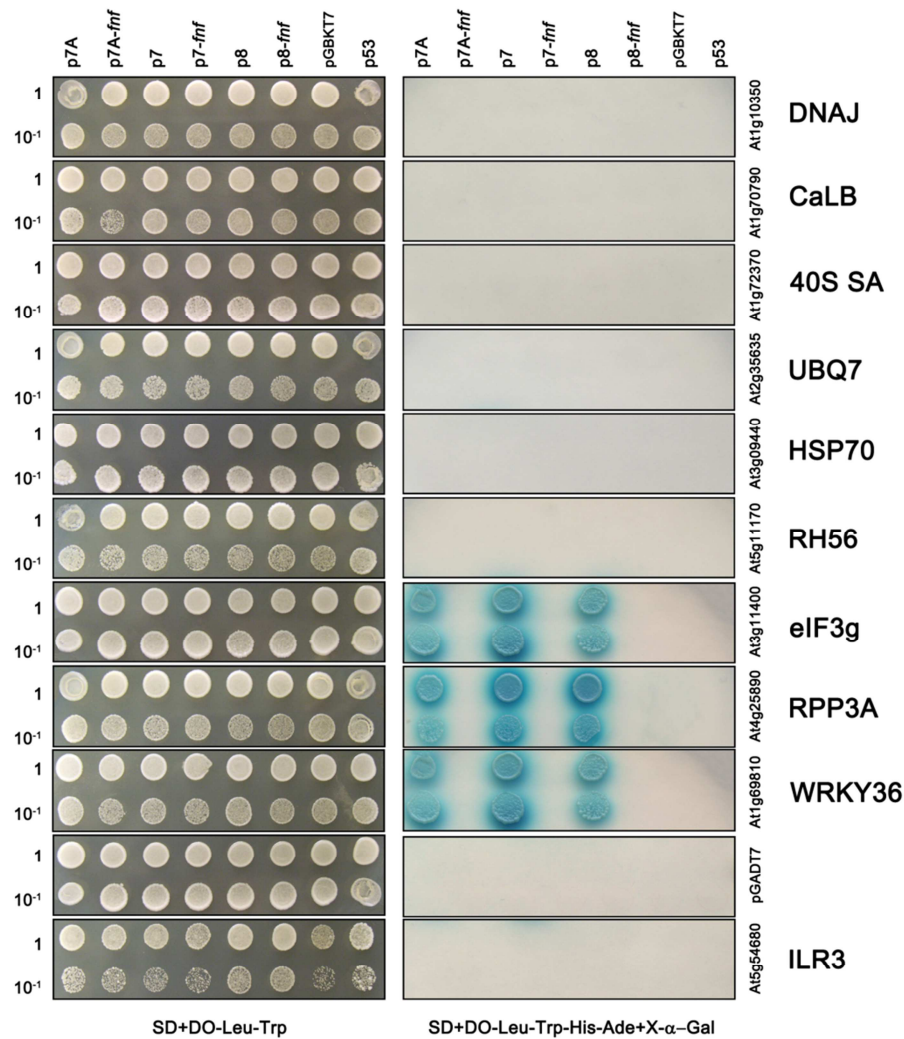 p7A p7A-fnf p7 p7-fnf p8 p8-fnf pGBKT7 p53 p7A p7A-fnf p7 p7-fnf p8 p8-fnf pGBKT7 p53
1
10⁻¹
At1g10350
DNAJ
1
10⁻¹
At1g70790
CaLB
1
10⁻¹
At1g72370
40S SA
1
10⁻¹
At2g35635
UBQ7
1
10⁻¹
At3g09440
HSP70
1
10⁻¹
At5g11170
RH56
1
10⁻¹
At3g11400
eIF3g
1
10⁻¹
At4g25890
RPP3A
1
10⁻¹
At1g69810
WRKY36
1
10⁻¹
pGADT7
1
10⁻¹
At5g54680
ILR3
SD+DO-Leu-Trp SD+DO-Leu-Trp-His-Ade+X-α–Gal